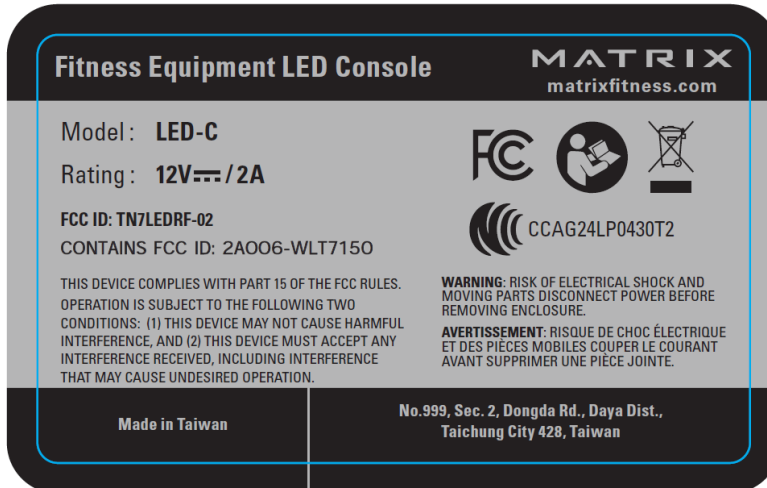 Fitness Equipment LED Console
MATRIX
matrixfitness.com
Model : LED-C
Rating : 12V⎓ / 2A
FC
FCC ID: TN7LEDRF-02
CONTAINS FCC ID: 2AOO6-WLT7150
CCAG24LP0430T2
THIS DEVICE COMPLIES WITH PART 15 OF THE FCC RULES.
OPERATION IS SUBJECT TO THE FOLLOWING TWO
CONDITIONS: (1) THIS DEVICE MAY NOT CAUSE HARMFUL
INTERFERENCE, AND (2) THIS DEVICE MUST ACCEPT ANY
INTERFERENCE RECEIVED, INCLUDING INTERFERENCE
THAT MAY CAUSE UNDESIRED OPERATION.
WARNING: RISK OF ELECTRICAL SHOCK AND
MOVING PARTS DISCONNECT POWER BEFORE
REMOVING ENCLOSURE.
AVERTISSEMENT: RISQUE DE CHOC ÉLECTRIQUE
ET DES PIÈCES MOBILES COUPER LE COURANT
AVANT SUPPRIMER UNE PIÈCE JOINTE.
Made in Taiwan
No.999, Sec. 2, Dongda Rd., Daya Dist.,
Taichung City 428, Taiwan